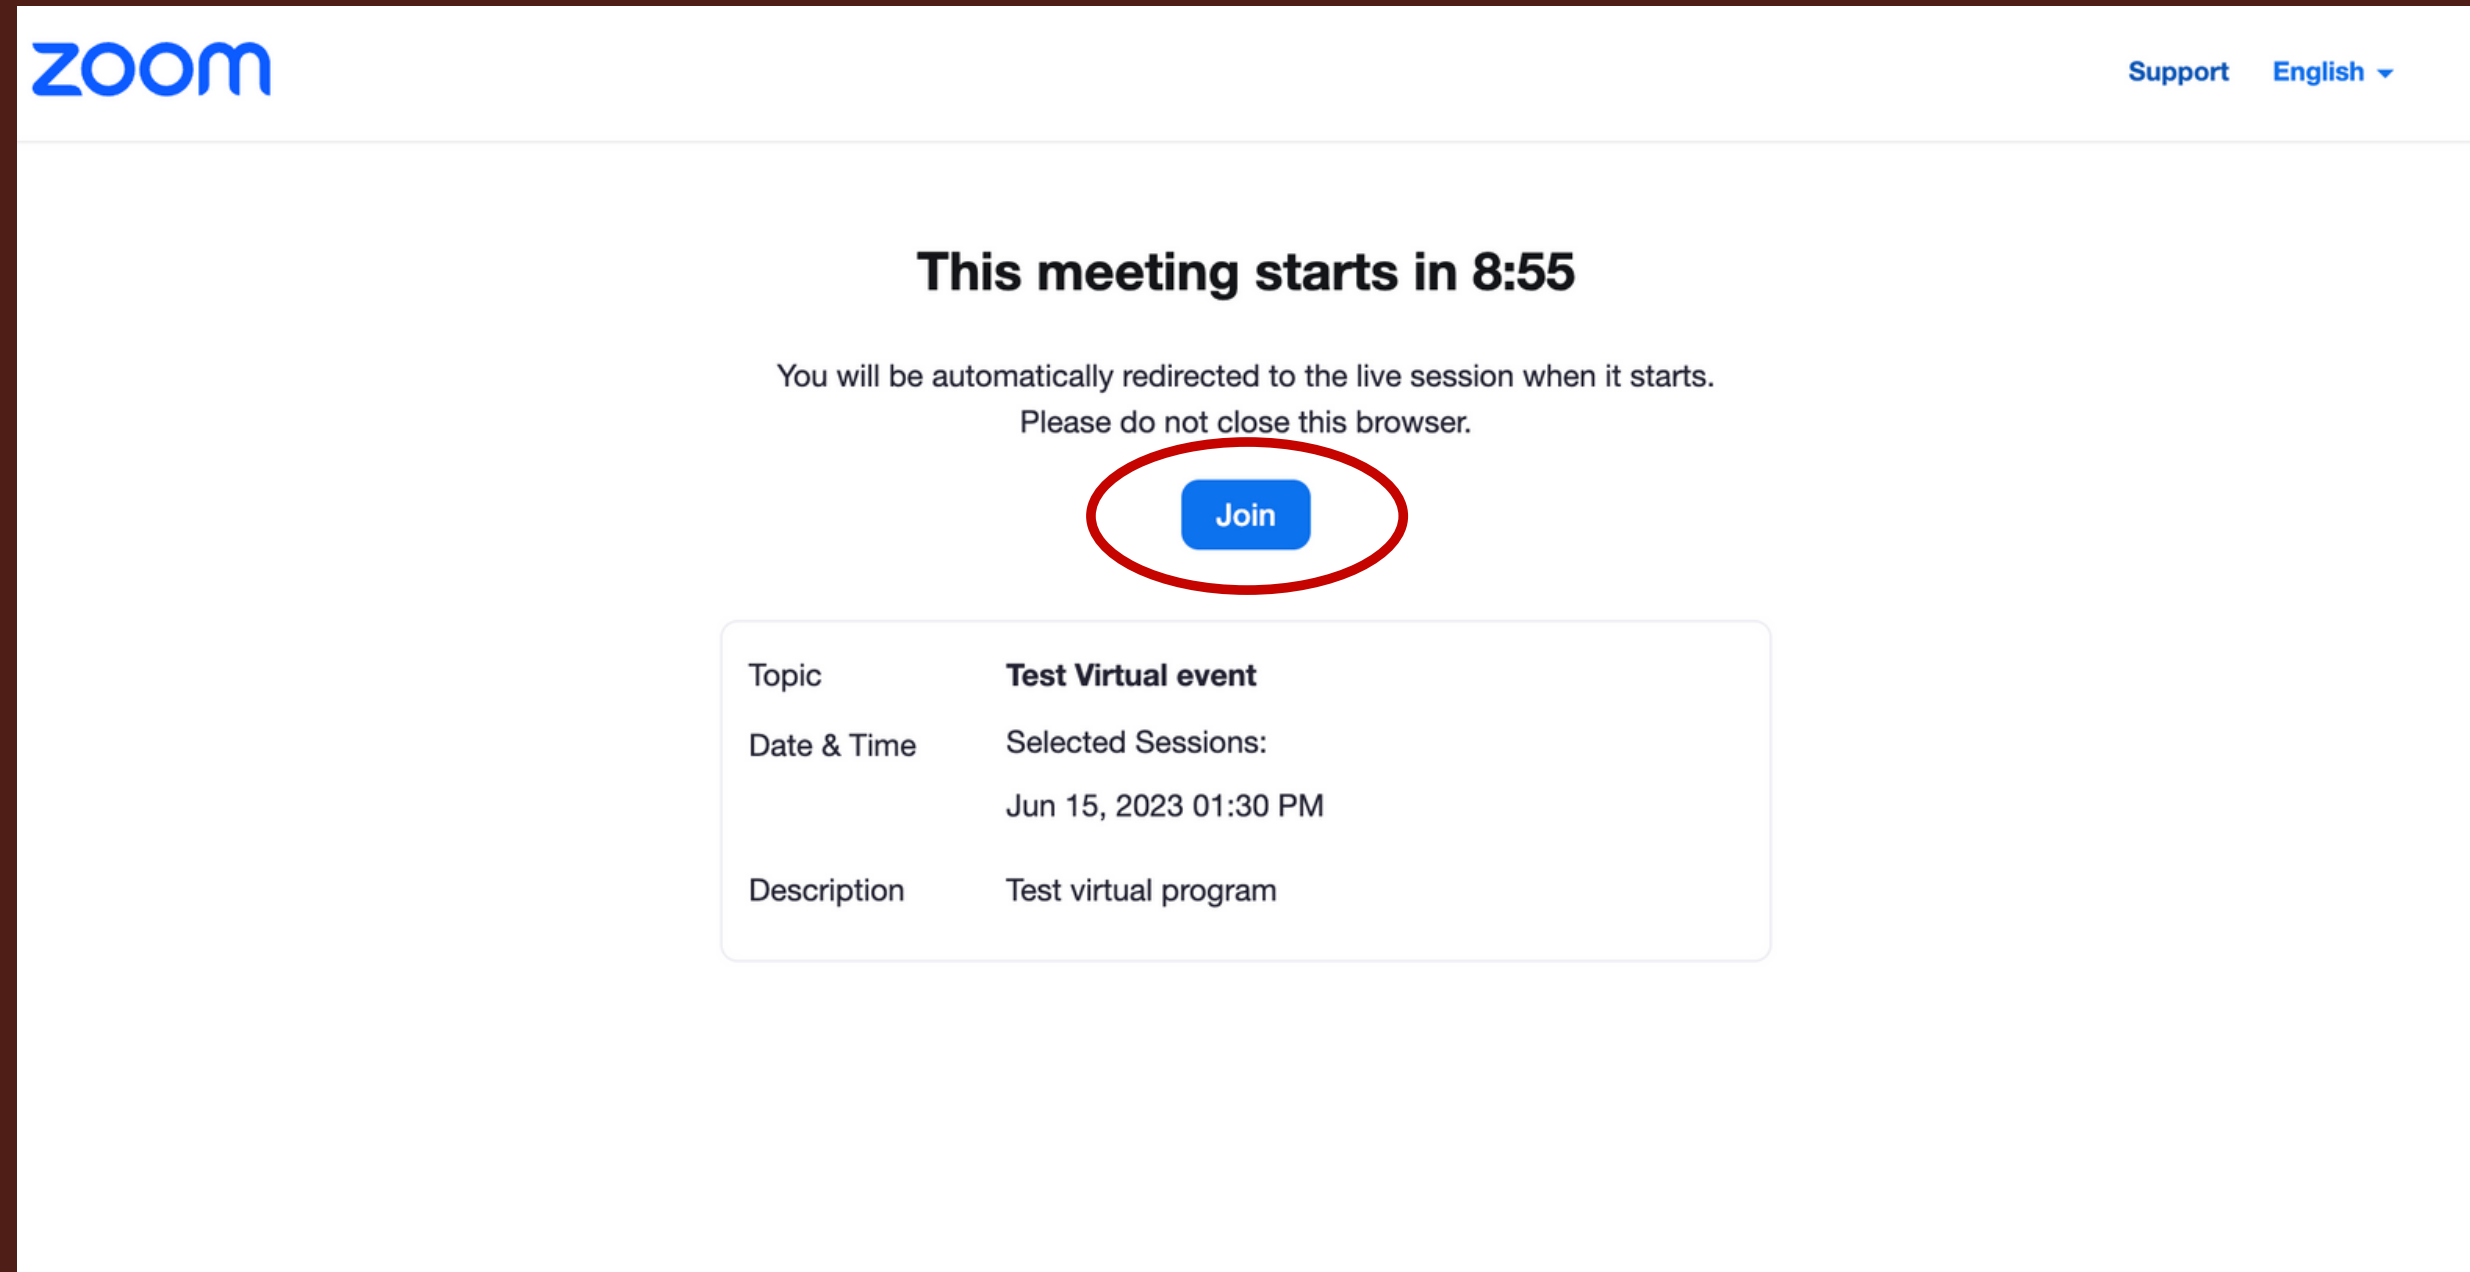 zoom
Support English
This meeting starts in 8:55
You will be automatically redirected to the live session when it starts.
Please do not close this browser.
Join
Topic Test Virtual event
Date & Time Selected Sessions:
Jun 15, 2023 01:30 PM
Description Test virtual program